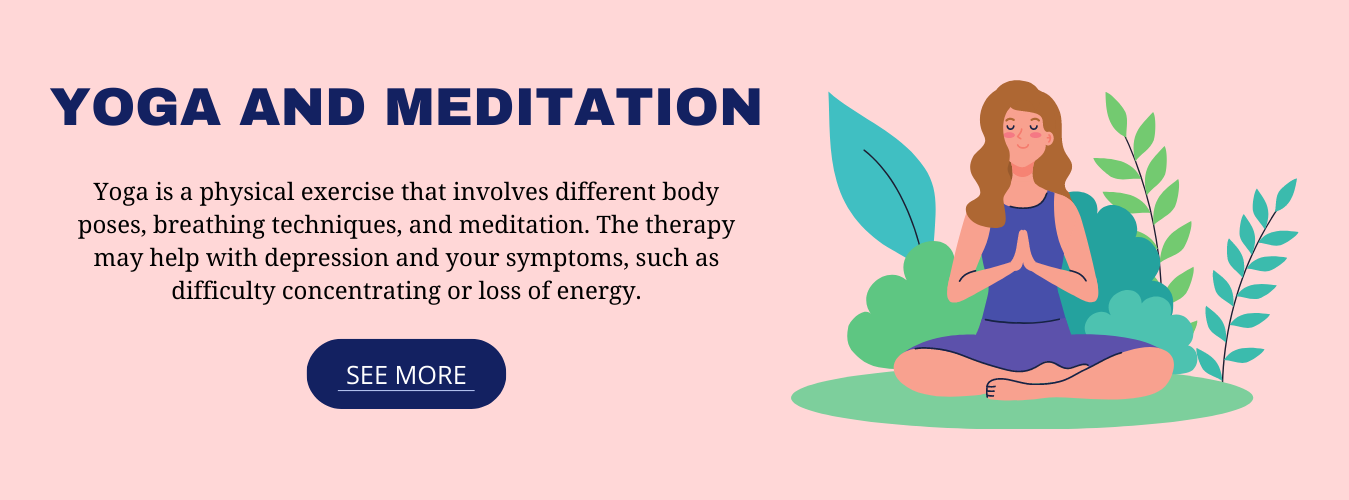 YOGA AND MEDITATION
Yoga is a physical exercise that involves different body
poses, breathing techniques, and meditation. The therapy
may help with depression and your symptoms, such as
difficulty concentrating or loss of energy.
SEE MORE